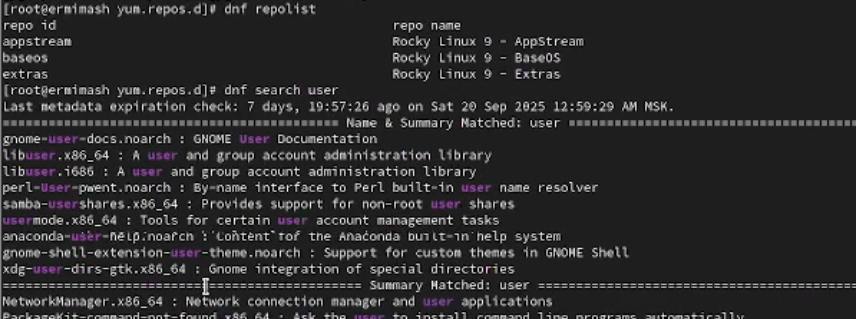 [root@ermimash yum.repos.d]# dnf repolist
repo id repo name
appstream Rocky Linux 9 - AppStream
baseos Rocky Linux 9 - BaseOS
extras Rocky Linux 9 - Extras
[root@ermimash yum.repos.d]# dnf search user
Last metadata expiration check: 7 days, 19:57:26 ago on Sat 20 Sep 2025 12:59:29 AM MSK.
======================================== Name & Summary Matched: user ========================================
gnome-user-docs.noarch : GNOME User Documentation
libuser.x86_64 : A user and group account administration library
libuser.i686 : A user and group account administration library
perl-User-pwent.noarch : By-name interface to Perl built-in user name resolver
samba-usershares.x86_64 : Provides support for non-root user shares
usermode.x86_64 : Tools for certain user account management tasks
anaconda-user-help.noarch : Content of the Anaconda built-in help system
gnome-shell-extension-user-theme.noarch : Support for custom themes in GNOME Shell
xdg-user-dirs-gtk.x86_64 : Gnome integration of special directories
=========================================== Summary Matched: user ===========================================
NetworkManager.x86_64 : Network connection manager and user applications
PackageKit-command-not-found.x86_64 : Ask the user to install command line programs automatically